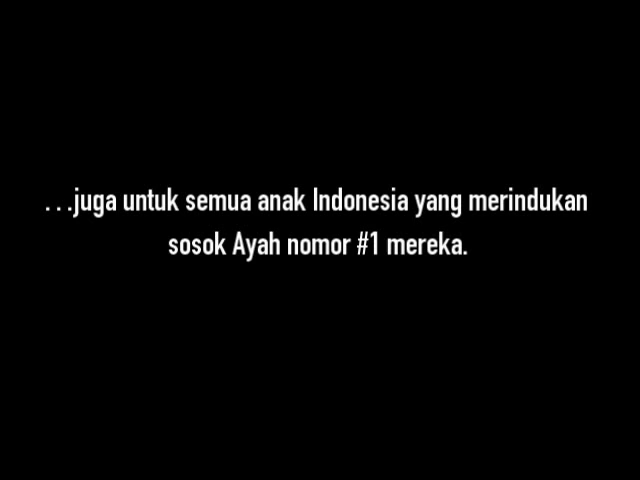 ...juga untuk semua anak Indonesia yang merindukan
sosok Ayah nomor #1 mereka.